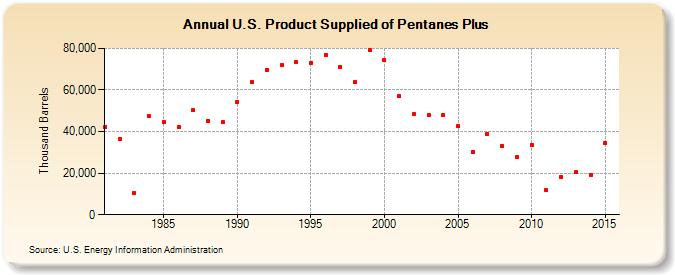 Annual U.S. Product Supplied of Pentanes Plus
Thousand Barrels
80,000
60,000
40,000
20,000
0
1985 1990 1995 2000 2005 2010 2015
Source: U.S. Energy Information Administration